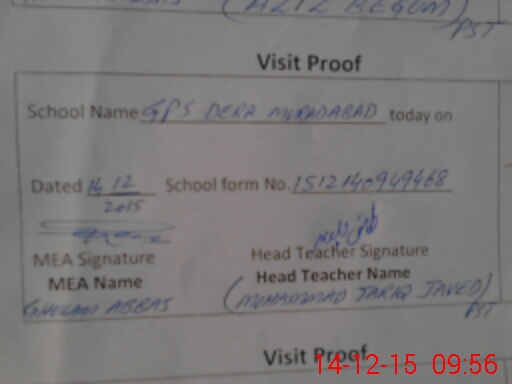 (AZIZ BEGUM)
PST
Visit Proof
School Name GPS DERA MURADABAD today on
Dated 14 12 2015 School form No. 1512140949468
MEA Signature Head Teacher Signature
MEA Name Head Teacher Name
GHULAM ABBAS (MUHAMMAD TARIQ JAVED)
PST
Visit Proof
14-12-15 09:56